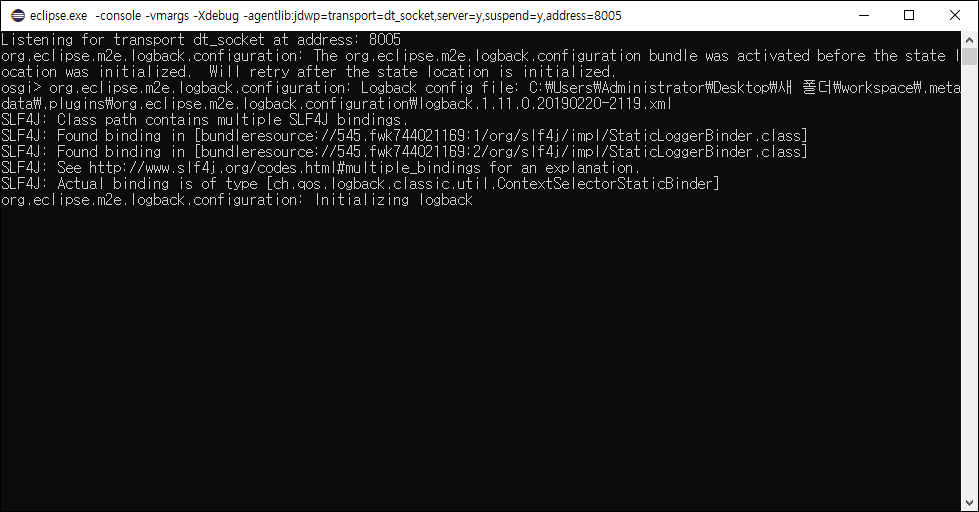 eclipse.exe -console -vmargs -Xdebug -agentlib:jdwp=transport=dt_socket,server=y,suspend=y,address=8005
Listening for transport dt_socket at address: 8005
org.eclipse.m2e.logback.configuration: The org.eclipse.m2e.logback.configuration bundle was activated before the state l
ocation was initialized.  Will retry after the state location is initialized.
osgi> org.eclipse.m2e.logback.configuration: Logback config file: C:₩Users₩Administrator₩Desktop₩새 폴더₩workspace₩.meta
data₩.plugins₩org.eclipse.m2e.logback.configuration₩logback.1.11.0.20190220-2119.xml
SLF4J: Class path contains multiple SLF4J bindings.
SLF4J: Found binding in [bundleresource://545.fwk744021169:1/org/slf4j/impl/StaticLoggerBinder.class]
SLF4J: Found binding in [bundleresource://545.fwk744021169:2/org/slf4j/impl/StaticLoggerBinder.class]
SLF4J: See http://www.slf4j.org/codes.html#multiple_bindings for an explanation.
SLF4J: Actual binding is of type [ch.qos.logback.classic.util.ContextSelectorStaticBinder]
org.eclipse.m2e.logback.configuration: Initializing logback